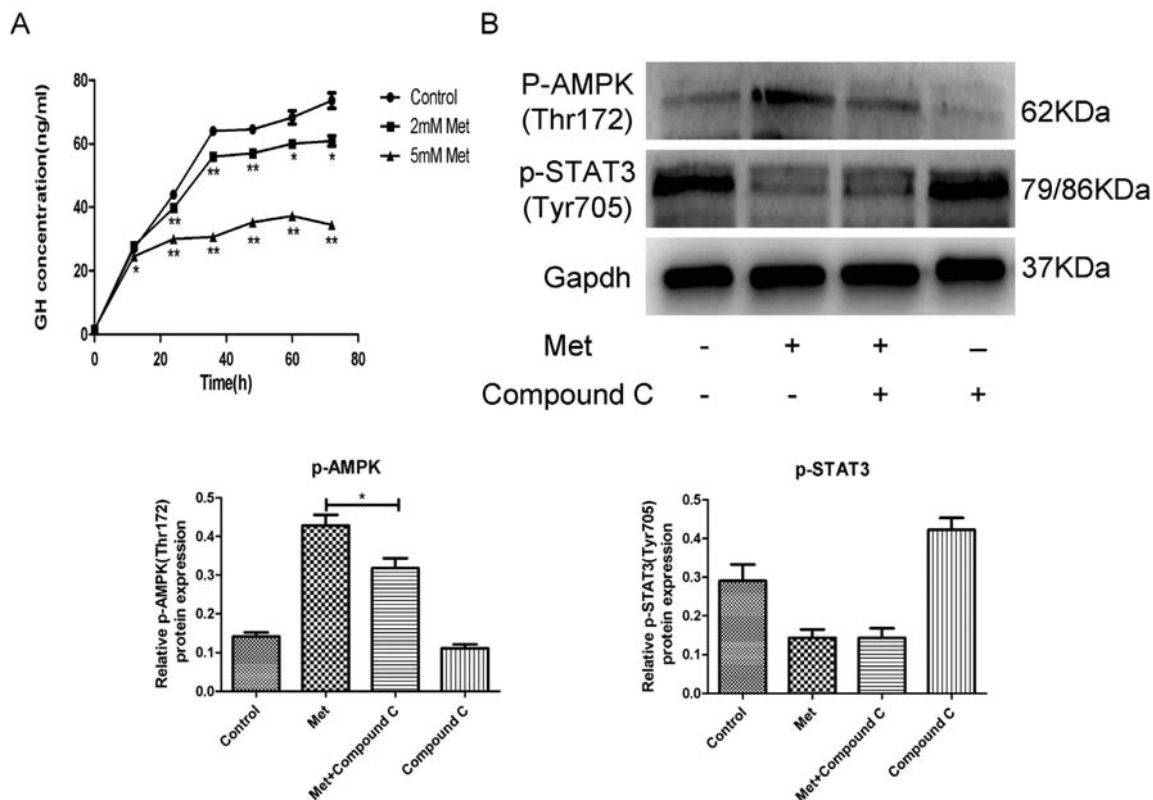 A
GH concentration(ng/ml)
80
60
40
20
0
0 20 40 60 80
Time(h)
Control
2mM Met
5mM Met
** ** ** * *
* ** ** ** ** **
B
P-AMPK
(Thr172)
62KDa
p-STAT3
(Tyr705)
79/86KDa
Gapdh
37KDa
Met - + + –
Compound C - - + +
p-AMPK
Relative p-AMPK(Thr172)
protein expression
0.5
0.4
0.3
0.2
0.1
0.0
*
Control
Met
Met+Compound C
Compound C
p-STAT3
Relative p-STAT3(Tyr705)
protein expression
0.5
0.4
0.3
0.2
0.1
0.0
Control
Met
Met+Compound C
Compound C